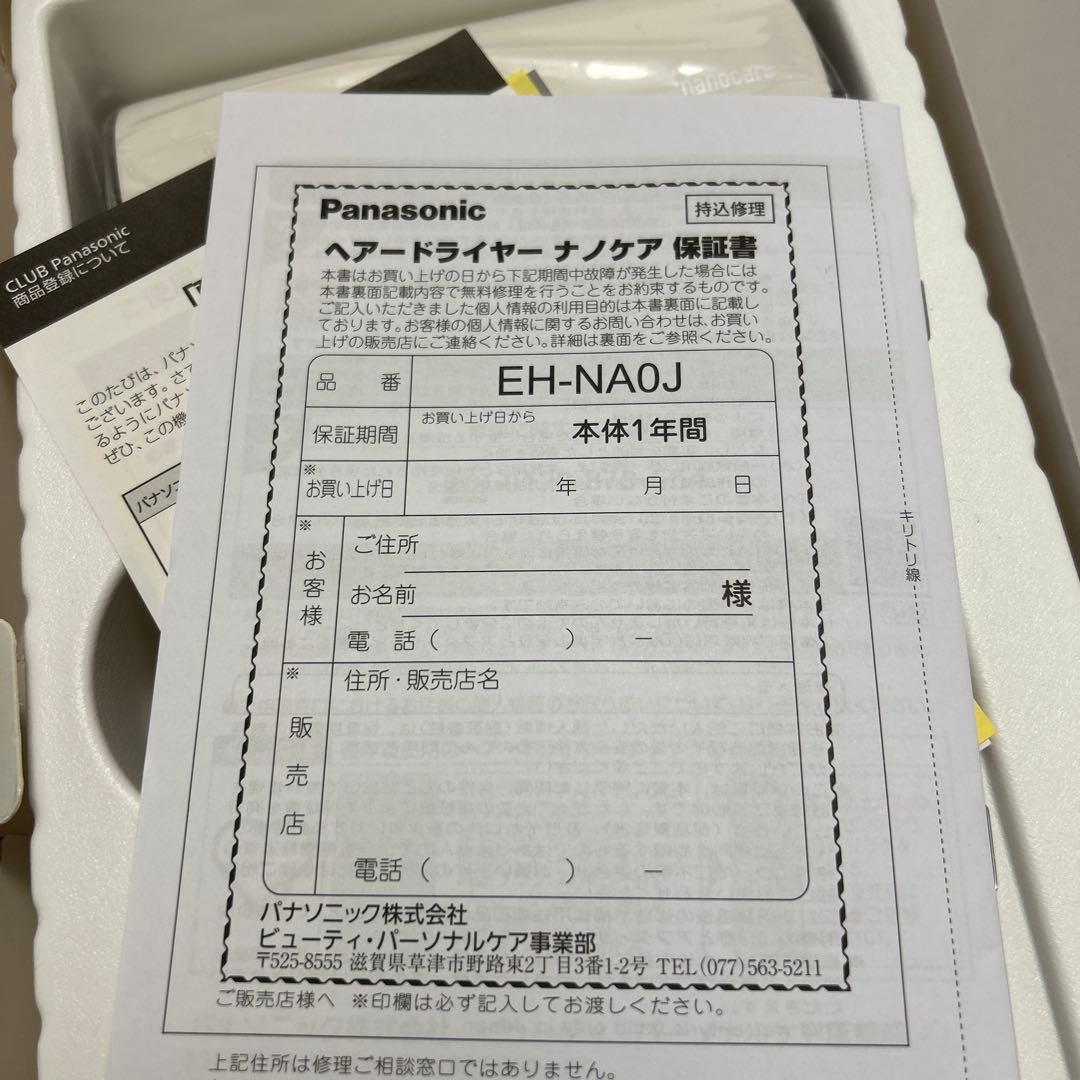 nanocare
CLUB Panasonic
商品登録について
このたびは、パナソ
ございます。さて
るようにパナソ
ぜひ、この機
パナソニ
Panasonic
持込修理
ヘアードライヤー ナノケア 保証書
本書はお買い上げの日から下記期間中故障が発生した場合には
本書裏面記載内容で無料修理を行うことをお約束するものです。
ご記入いただきました個人情報の利用目的は本書裏面に記載し
ております。お客様の個人情報に関するお問い合わせは、お買い
上げの販売店にご連絡ください。詳細は裏面をご参照ください。
品 番 EH-NA0J
保証期間 お買い上げ日から 本体1年間
※お買い上げ日 年 月 日
※お客様
ご住所
お名前 様
電 話 ( ) －
※販売店
住所・販売店名
電話 ( ) －
パナソニック株式会社
ビューティ・パーソナルケア事業部
〒525-8555 滋賀県草津市野路東2丁目3番1-2号 TEL(077)563-5211
ご販売店様へ ※印欄は必ず記入してお渡しください。
キリトリ線
上記住所は修理ご相談窓口ではありません。